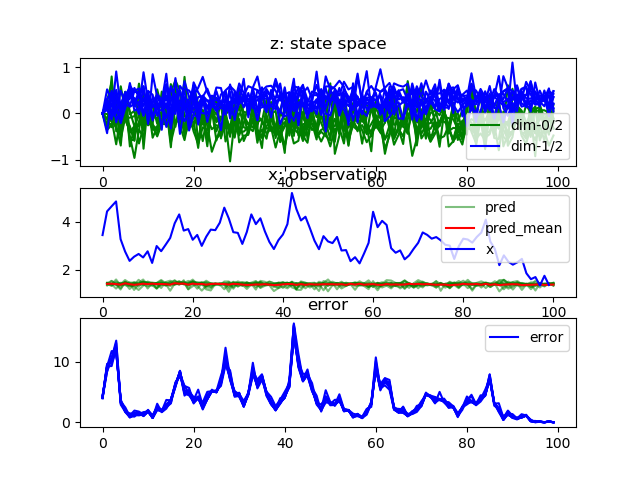 z: state space
1
0
−1
dim-0/2
dim-1/2
0 20 40 60 80 100
x: observation
4
2
pred
pred_mean
x
0 20 40 60 80 100
error
10
0
error
0 20 40 60 80 100